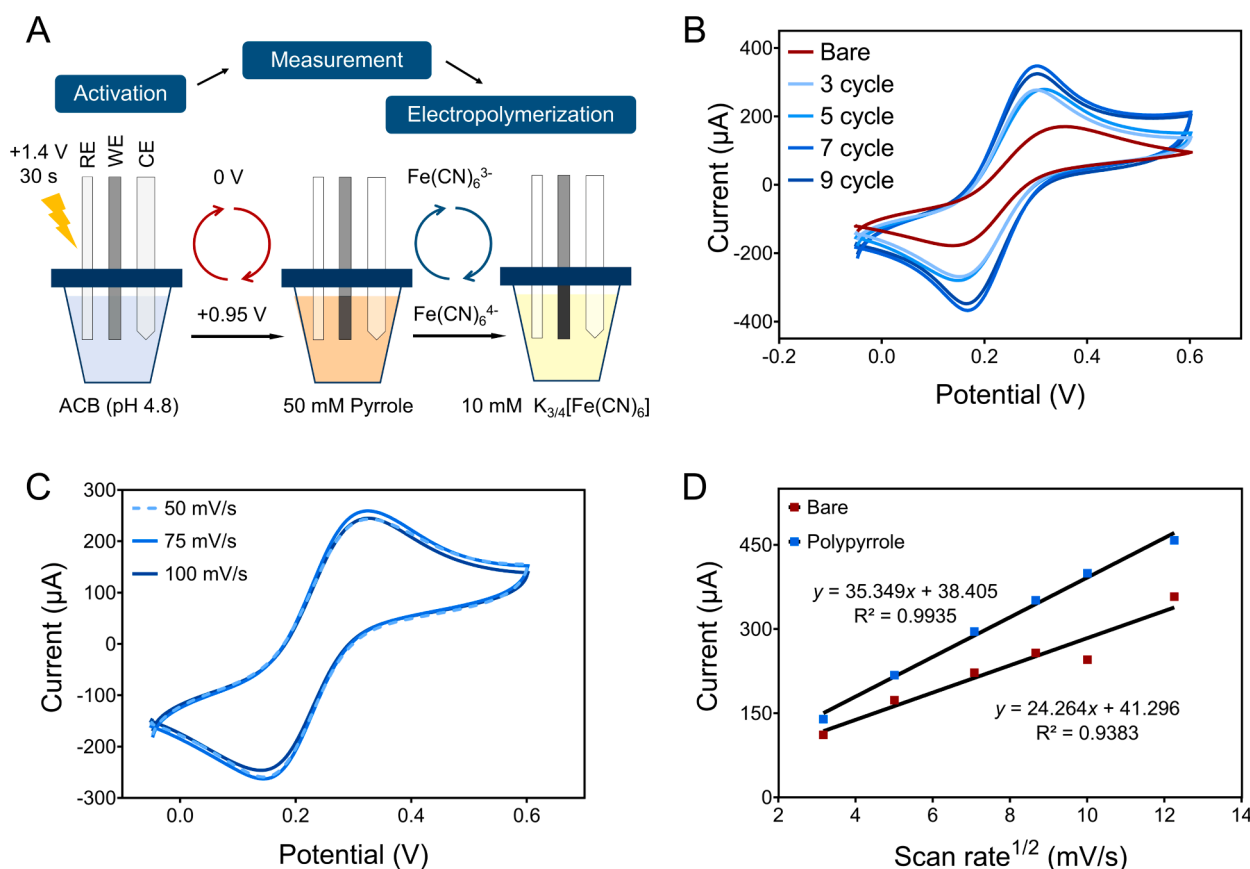 A
Activation
Measurement
Electropolymerization
+1.4 V
30 s
RE
WE
CE
0 V
+0.95 V
Fe(CN)₆³⁻
Fe(CN)₆⁴⁻
ACB (pH 4.8)
50 mM Pyrrole
10 mM K₃/₄[Fe(CN)₆]
B
Bare
3 cycle
5 cycle
7 cycle
9 cycle
400
200
0
-200
-400
Current (µA)
-0.2
0.0
0.2
0.4
0.6
Potential (V)
C
50 mV/s
75 mV/s
100 mV/s
300
200
100
0
-100
-200
-300
Current (µA)
0.0
0.2
0.4
0.6
Potential (V)
D
Bare
Polypyrrole
y = 35.349x + 38.405
R² = 0.9935
y = 24.264x + 41.296
R² = 0.9383
450
300
150
0
Current (µA)
2
4
6
8
10
12
14
Scan rate¹/² (mV/s)